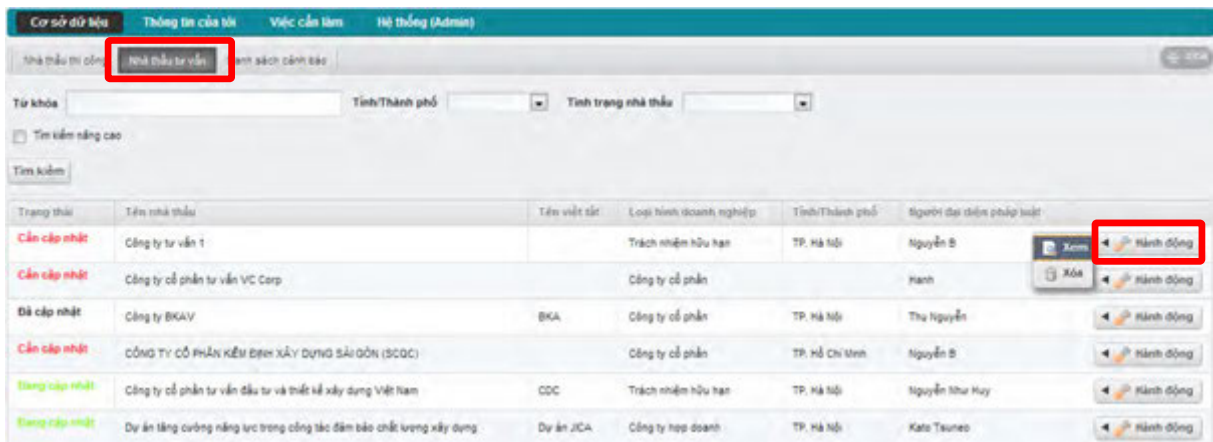 Cơ sở dữ liệu Thông tin của tôi Việc cần làm Hệ thống (Admin)
Nhà thầu thi công Nhà thầu tư vấn Danh sách cảnh báo
Từ khóa Tỉnh/Thành phố Tình trạng nhà thầu
Tìm kiếm nâng cao
Tìm kiếm
Trạng thái Tên nhà thầu Tên viết tắt Loại hình doanh nghiệp Tỉnh/Thành phố Người đại diện pháp luật
Cần cập nhật Công ty tư vấn 1 Trách nhiệm hữu hạn TP. Hà Nội Nguyễn B Xem Hành động
Xóa
Cần cập nhật Công ty cổ phần tư vấn VC Corp Công ty cổ phần Hanh Hành động
Đã cập nhật Công ty BKAV BKA Công ty cổ phần TP. Hà Nội Thu Nguyễn Hành động
Cần cập nhật CÔNG TY CỔ PHẦN KIỂM ĐỊNH XÂY DỰNG SÀI GÒN (SCQC) Công ty cổ phần TP. Hồ Chí Minh Nguyễn B Hành động
Đang cập nhật Công ty cổ phần tư vấn đầu tư và thiết kế xây dựng Việt Nam CDC Trách nhiệm hữu hạn TP. Hà Nội Nguyễn Như Huy Hành động
Đang cập nhật Dự án tăng cường năng lực trong công tác đảm bảo chất lượng xây dựng Dự án JICA Công ty hợp doanh TP. Hà Nội Kato Tsuneo Hành động